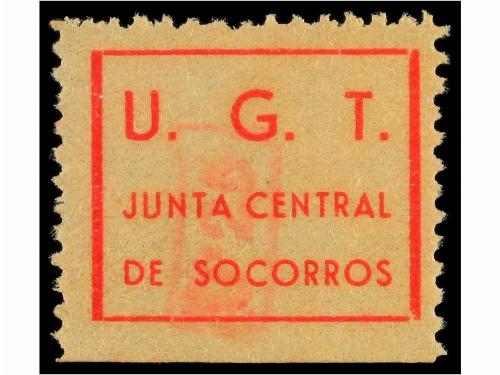 U. G. T.
JUNTA CENTRAL
DE SOCORROS